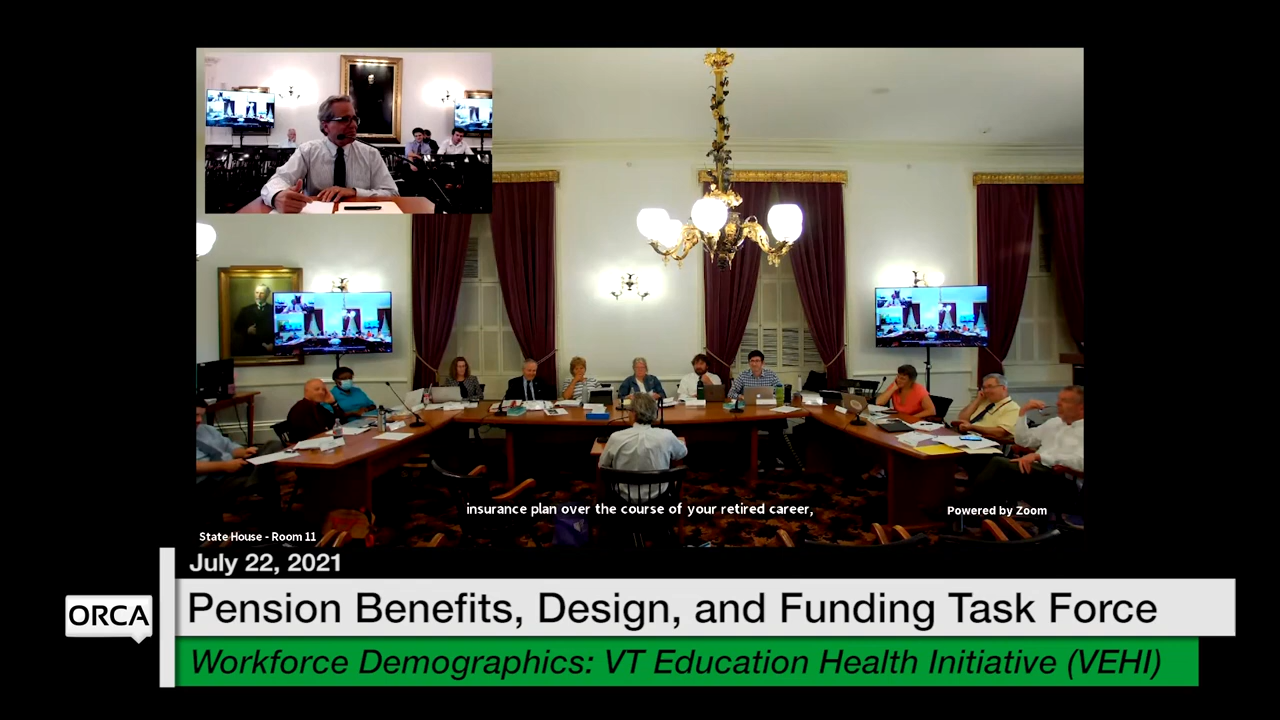 insurance plan over the course of your retired career,
Powered by Zoom
State House - Room 11
July 22, 2021
ORCA
Pension Benefits, Design, and Funding Task Force
Workforce Demographics: VT Education Health Initiative (VEHI)